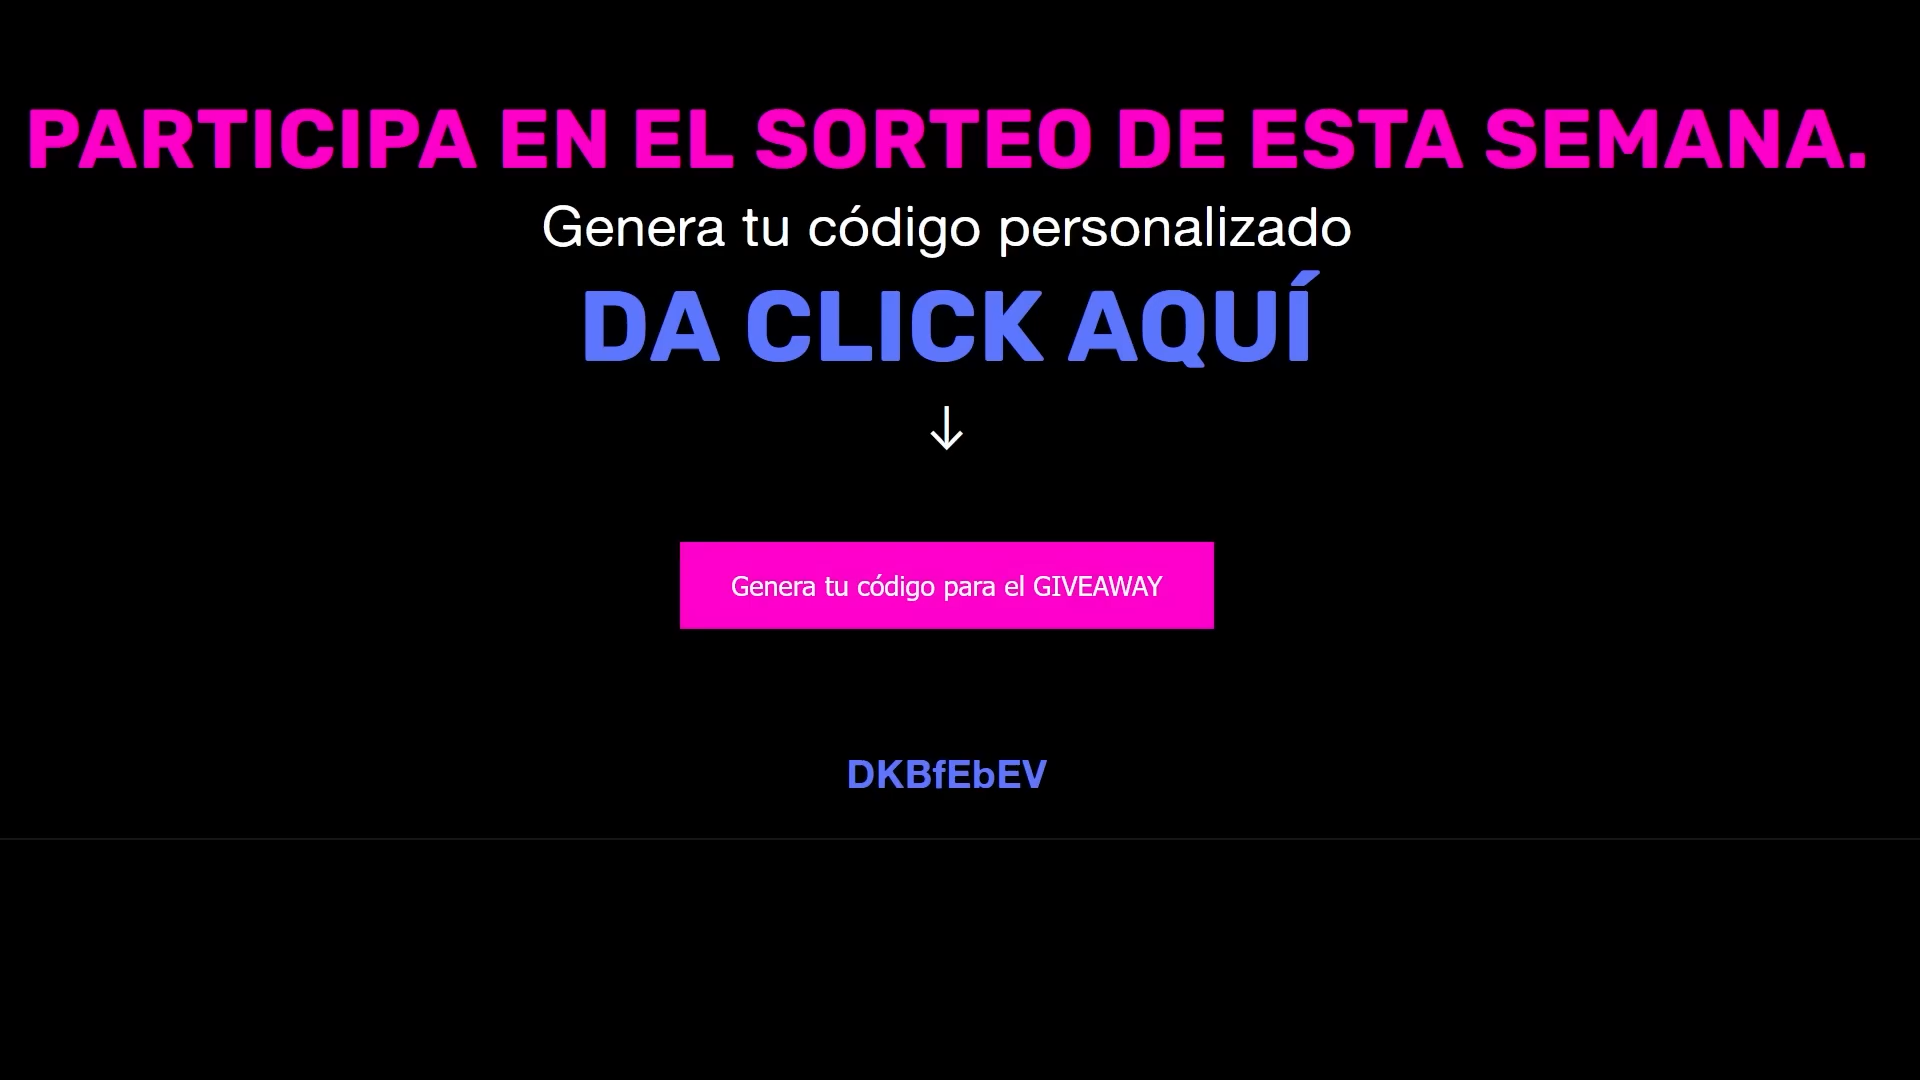 PARTICIPA EN EL SORTEO DE ESTA SEMANA.
Genera tu código personalizado
DA CLICK AQUÍ
↓
Genera tu código para el GIVEAWAY
DKBfEbEV